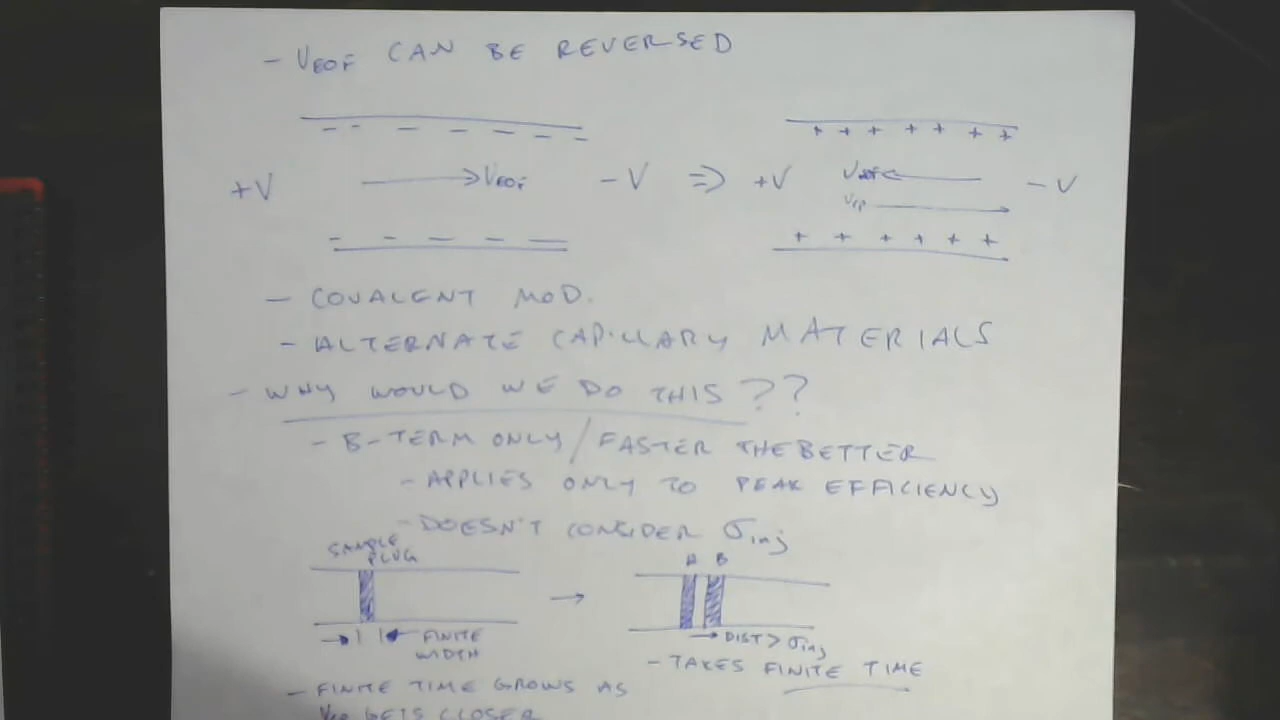 - VEOF CAN BE REVERSED
- - - - - - - + + + + + + +
+V → VEOF - V ⇒ +V VEOF ← - V
VEP →
- - - - — + + + + + +
- COVALENT MOD.
- ALTERNATE CAPILLARY MATERIALS
- WHY WOULD WE DO THIS??
- B-TERM ONLY / FASTER THE BETTER
- APPLIES ONLY TO PEAK EFFICIENCY
- DOESN'T CONSIDER σinj
SAMPLE PLUG → A B
FINITE WIDTH
→ DIST > σinj
- TAKES FINITE TIME
- FINITE TIME GROWS AS
GETS CLOSER